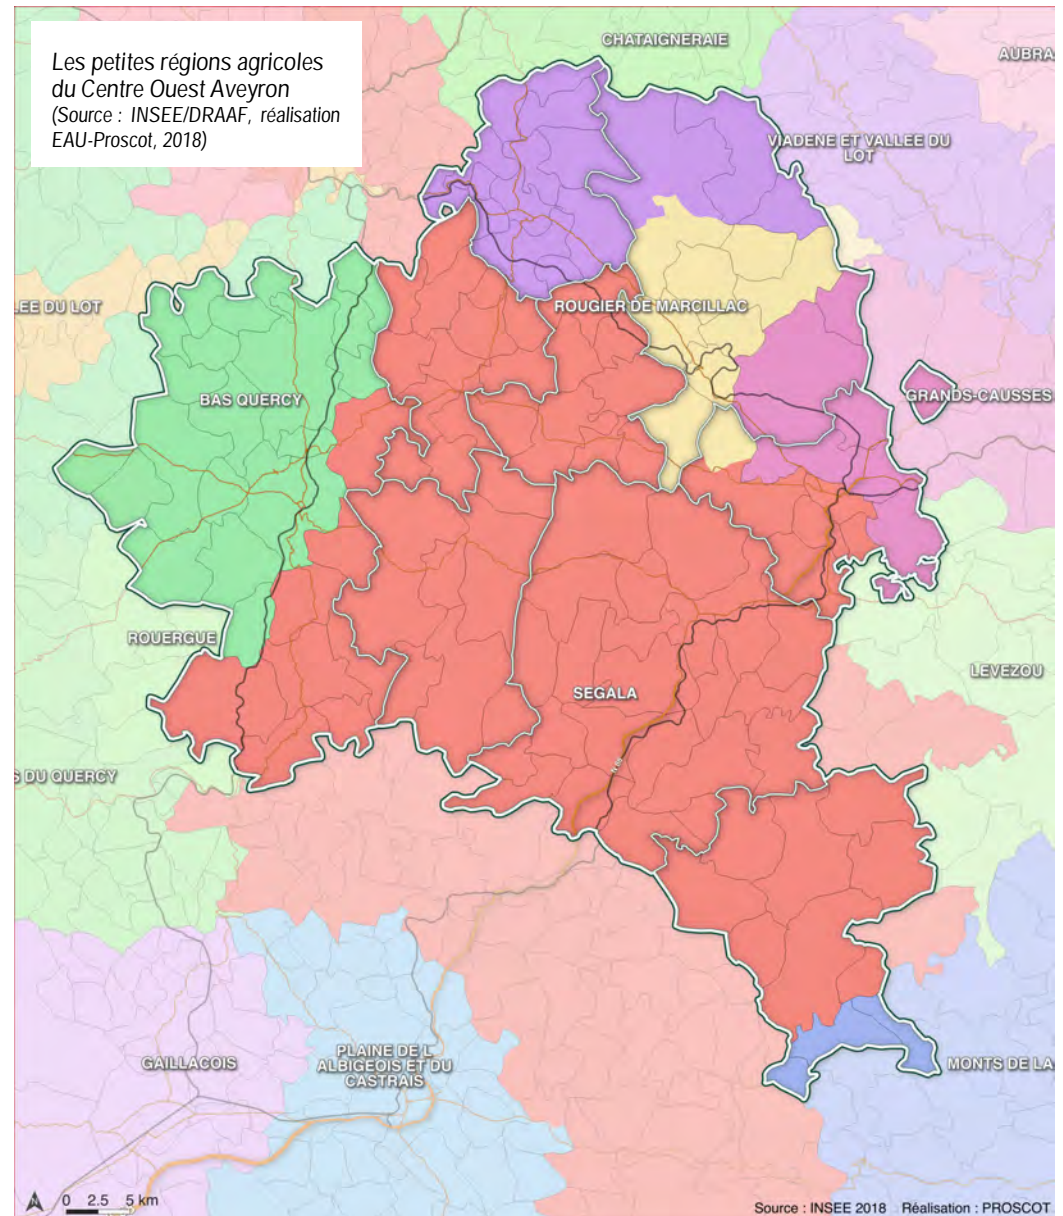 Les petites régions agricoles
du Centre Ouest Aveyron
(Source : INSEE/DRAAF, réalisation
EAU-Proscot, 2018)
CHATAIGNERAIE
AUBRA
VIADENE ET VALLEE DU
LOT
LEE DU LOT
ROUGIER DE MARCILLAC
BAS QUERCY
GRANDS-CAUSSES
ROUERGUE
LEVEZOU
SEGALA
S DU QUERCY
GAILLACOIS
PLAINE DE L'
ALBIGEOIS ET DU
CASTRAIS
MONTS DE LA
N
0 2.5 5 km
Source : INSEE 2018 Réalisation : PROSCOT